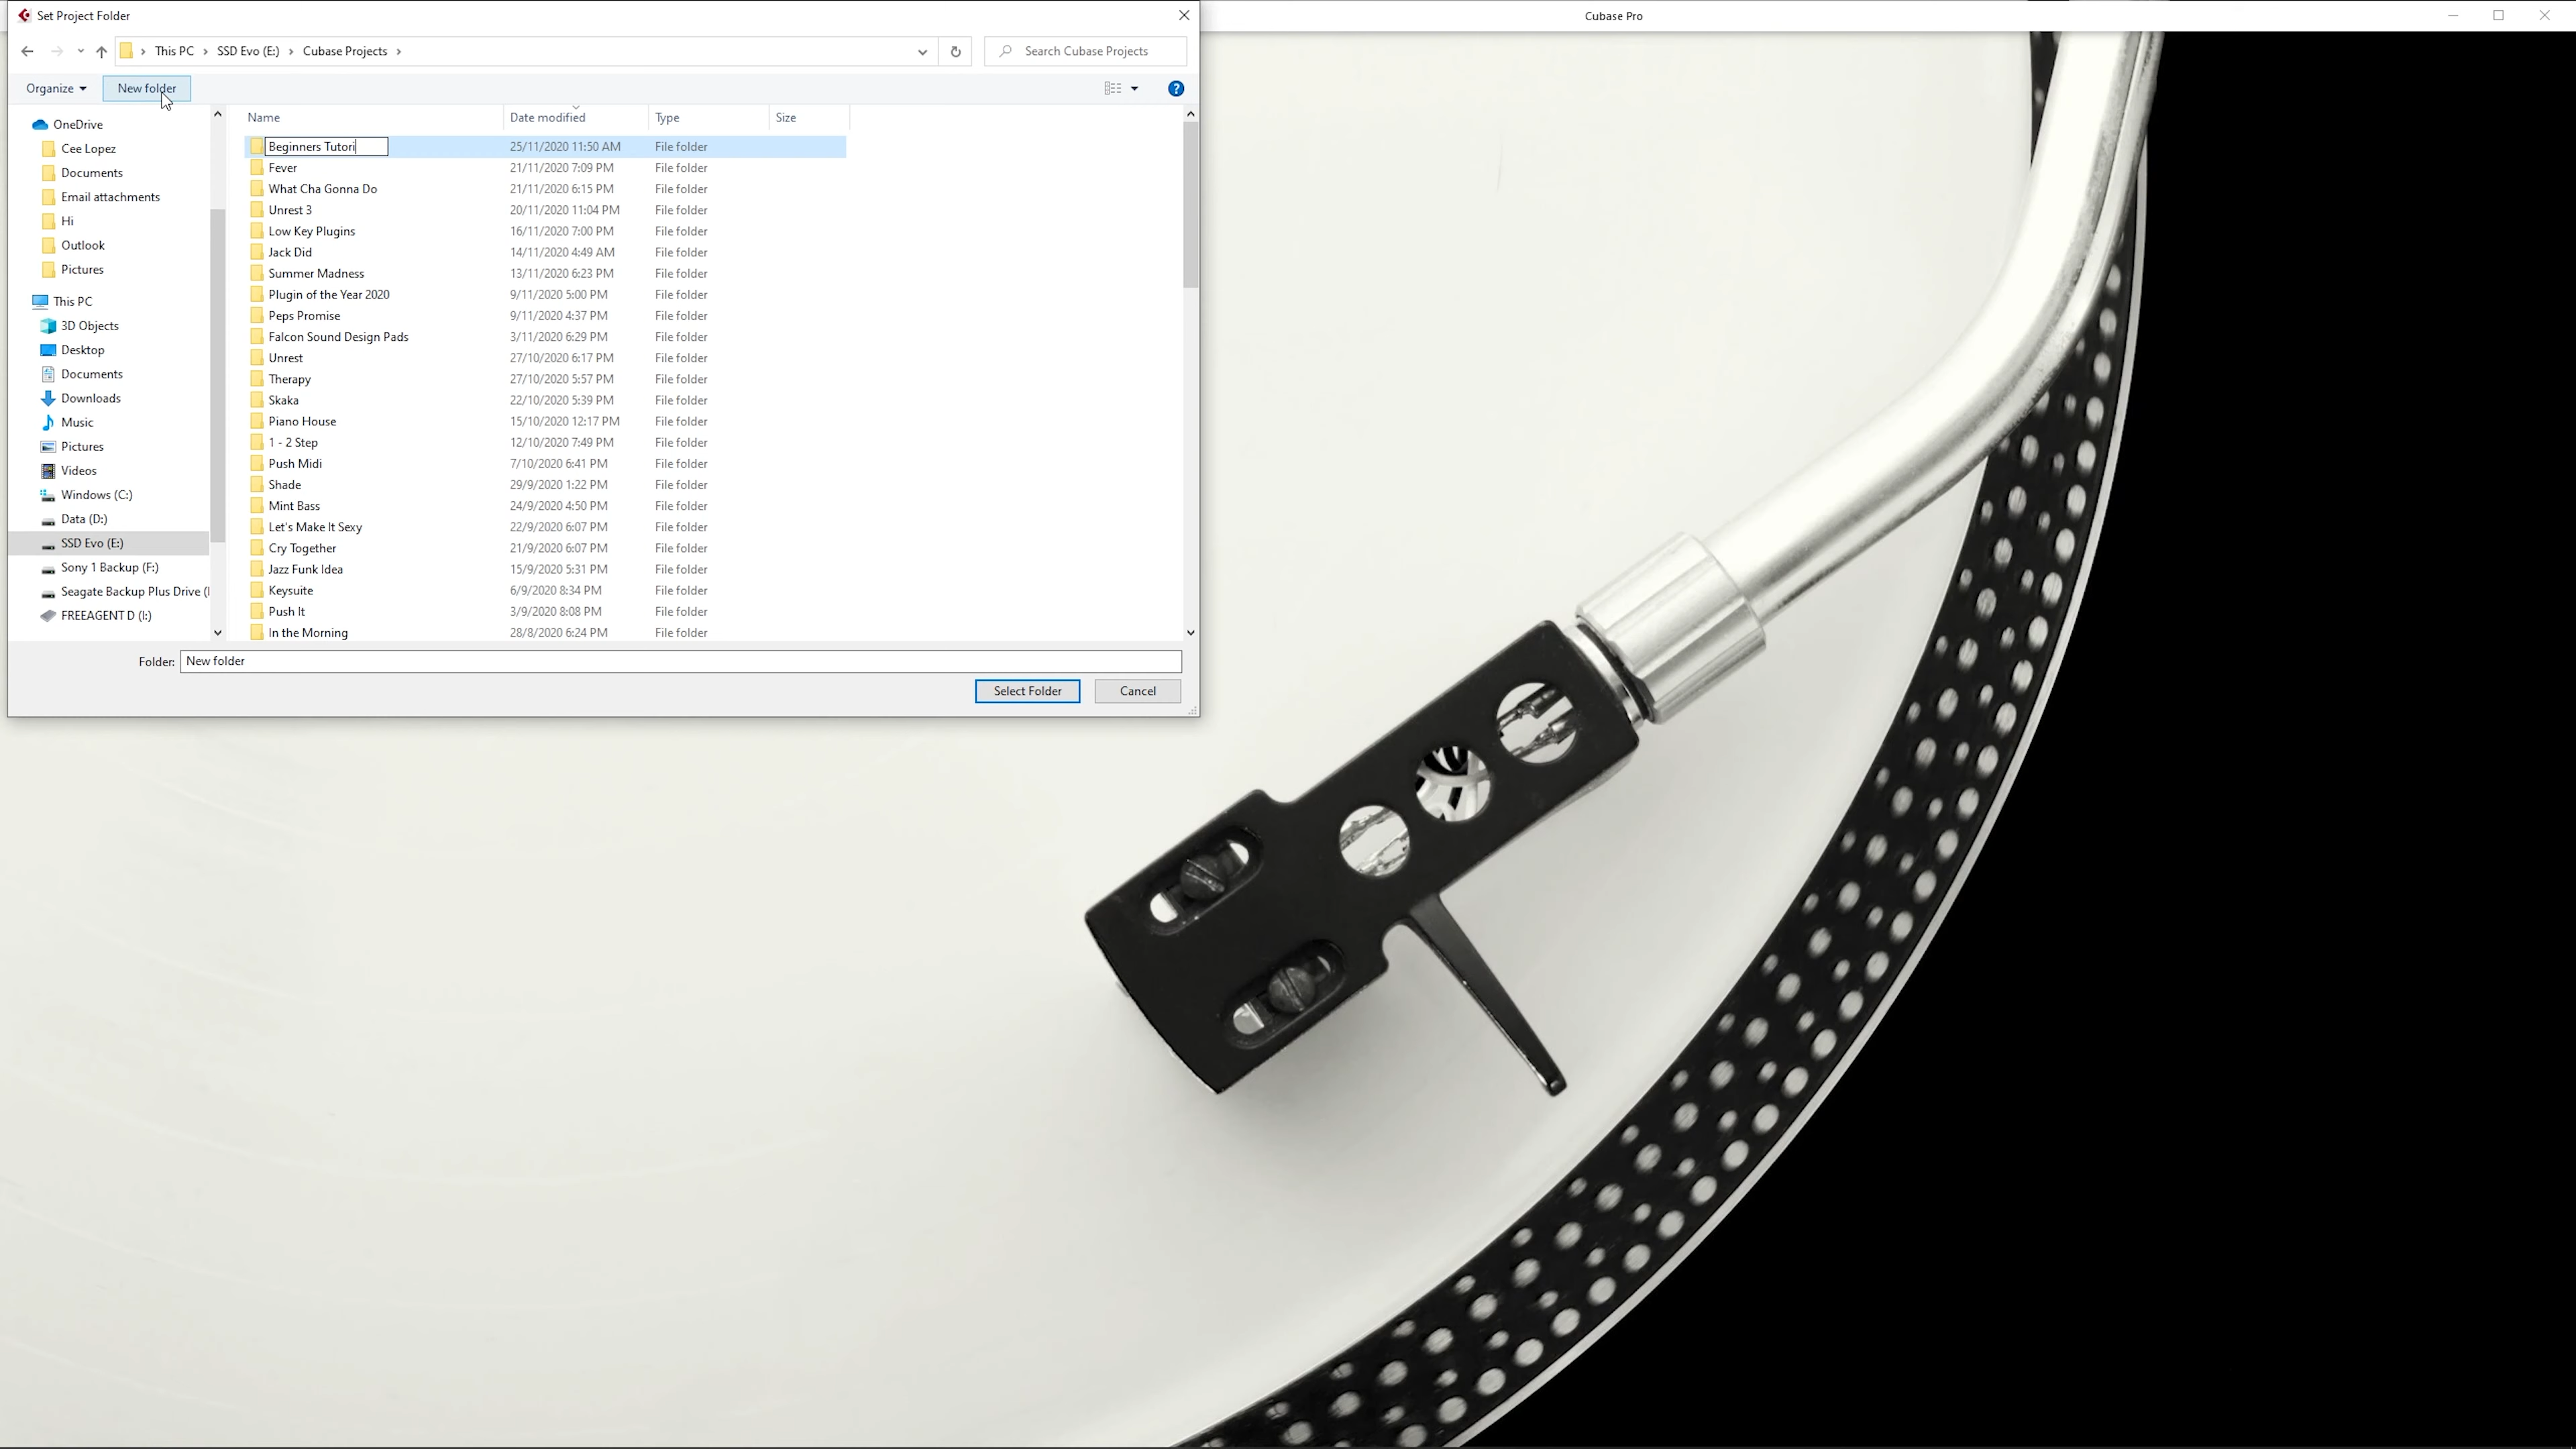 Set Project Folder
Cubase Pro
This PC
SSD Evo (E:)
Cubase Projects
Search Cubase Projects
Organize
New folder
?
OneDrive
Cee Lopez
Documents
Email attachments
Hi
Outlook
Pictures
This PC
3D Objects
Desktop
Documents
Downloads
Music
Pictures
Videos
Windows (C:)
Data (D:)
SSD Evo (E:)
Sony 1 Backup (F:)
Seagate Backup Plus Drive (
FREEAGENT D (I:)
Name Date modified Type Size
Beginners Tutori 25/11/2020 11:50 AM File folder
Fever 21/11/2020 7:09 PM File folder
What Cha Gonna Do 21/11/2020 6:15 PM File folder
Unrest 3 20/11/2020 11:04 PM File folder
Low Key Plugins 16/11/2020 7:00 PM File folder
Jack Did 14/11/2020 4:49 AM File folder
Summer Madness 13/11/2020 6:23 PM File folder
Plugin of the Year 2020 9/11/2020 5:00 PM File folder
Peps Promise 9/11/2020 4:37 PM File folder
Falcon Sound Design Pads 3/11/2020 6:29 PM File folder
Unrest 27/10/2020 6:17 PM File folder
Therapy 27/10/2020 5:57 PM File folder
Skaka 22/10/2020 5:39 PM File folder
Piano House 15/10/2020 12:17 PM File folder
1 - 2 Step 12/10/2020 7:49 PM File folder
Push Midi 7/10/2020 6:41 PM File folder
Shade 29/9/2020 1:22 PM File folder
Mint Bass 24/9/2020 4:50 PM File folder
Let's Make It Sexy 22/9/2020 6:07 PM File folder
Cry Together 21/9/2020 6:07 PM File folder
Jazz Funk Idea 15/9/2020 5:31 PM File folder
Keysuite 6/9/2020 8:34 PM File folder
Push It 3/9/2020 8:08 PM File folder
In the Morning 28/8/2020 6:24 PM File folder
Folder: New folder
Select Folder
Cancel